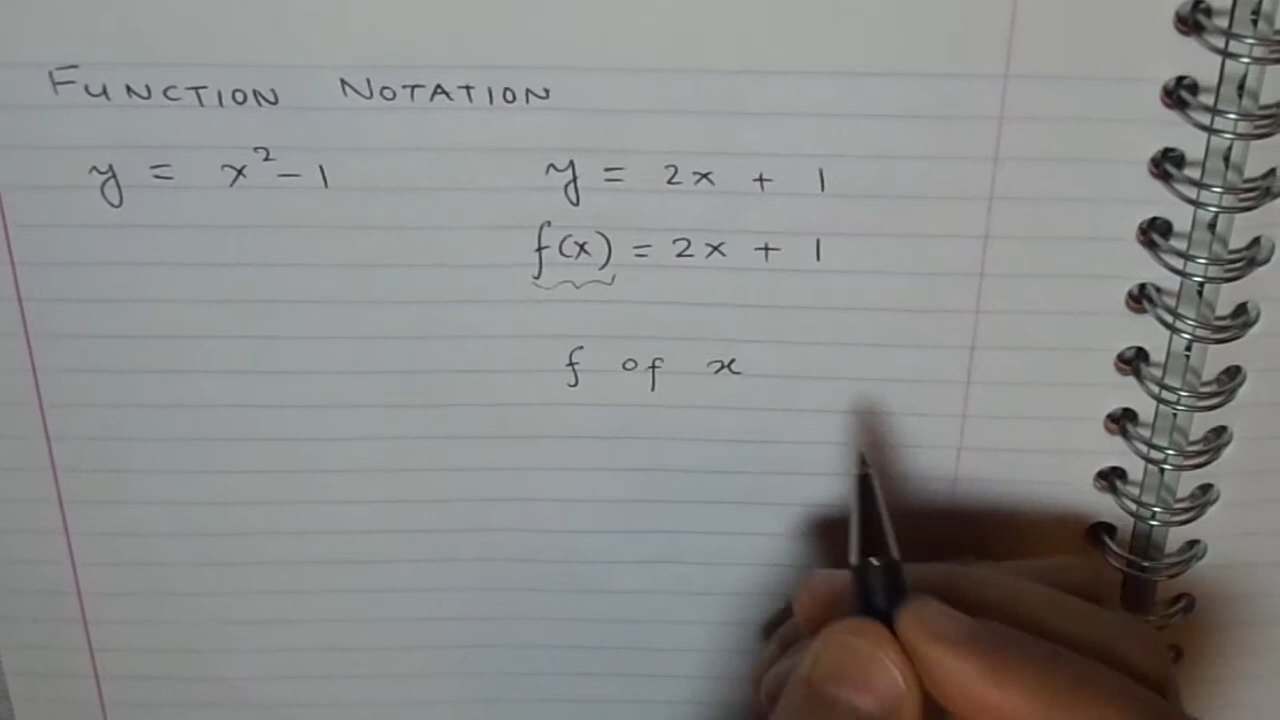 FUNCTION NOTATION
y = x² - 1
y = 2x + 1
f(x) = 2x + 1
f of x